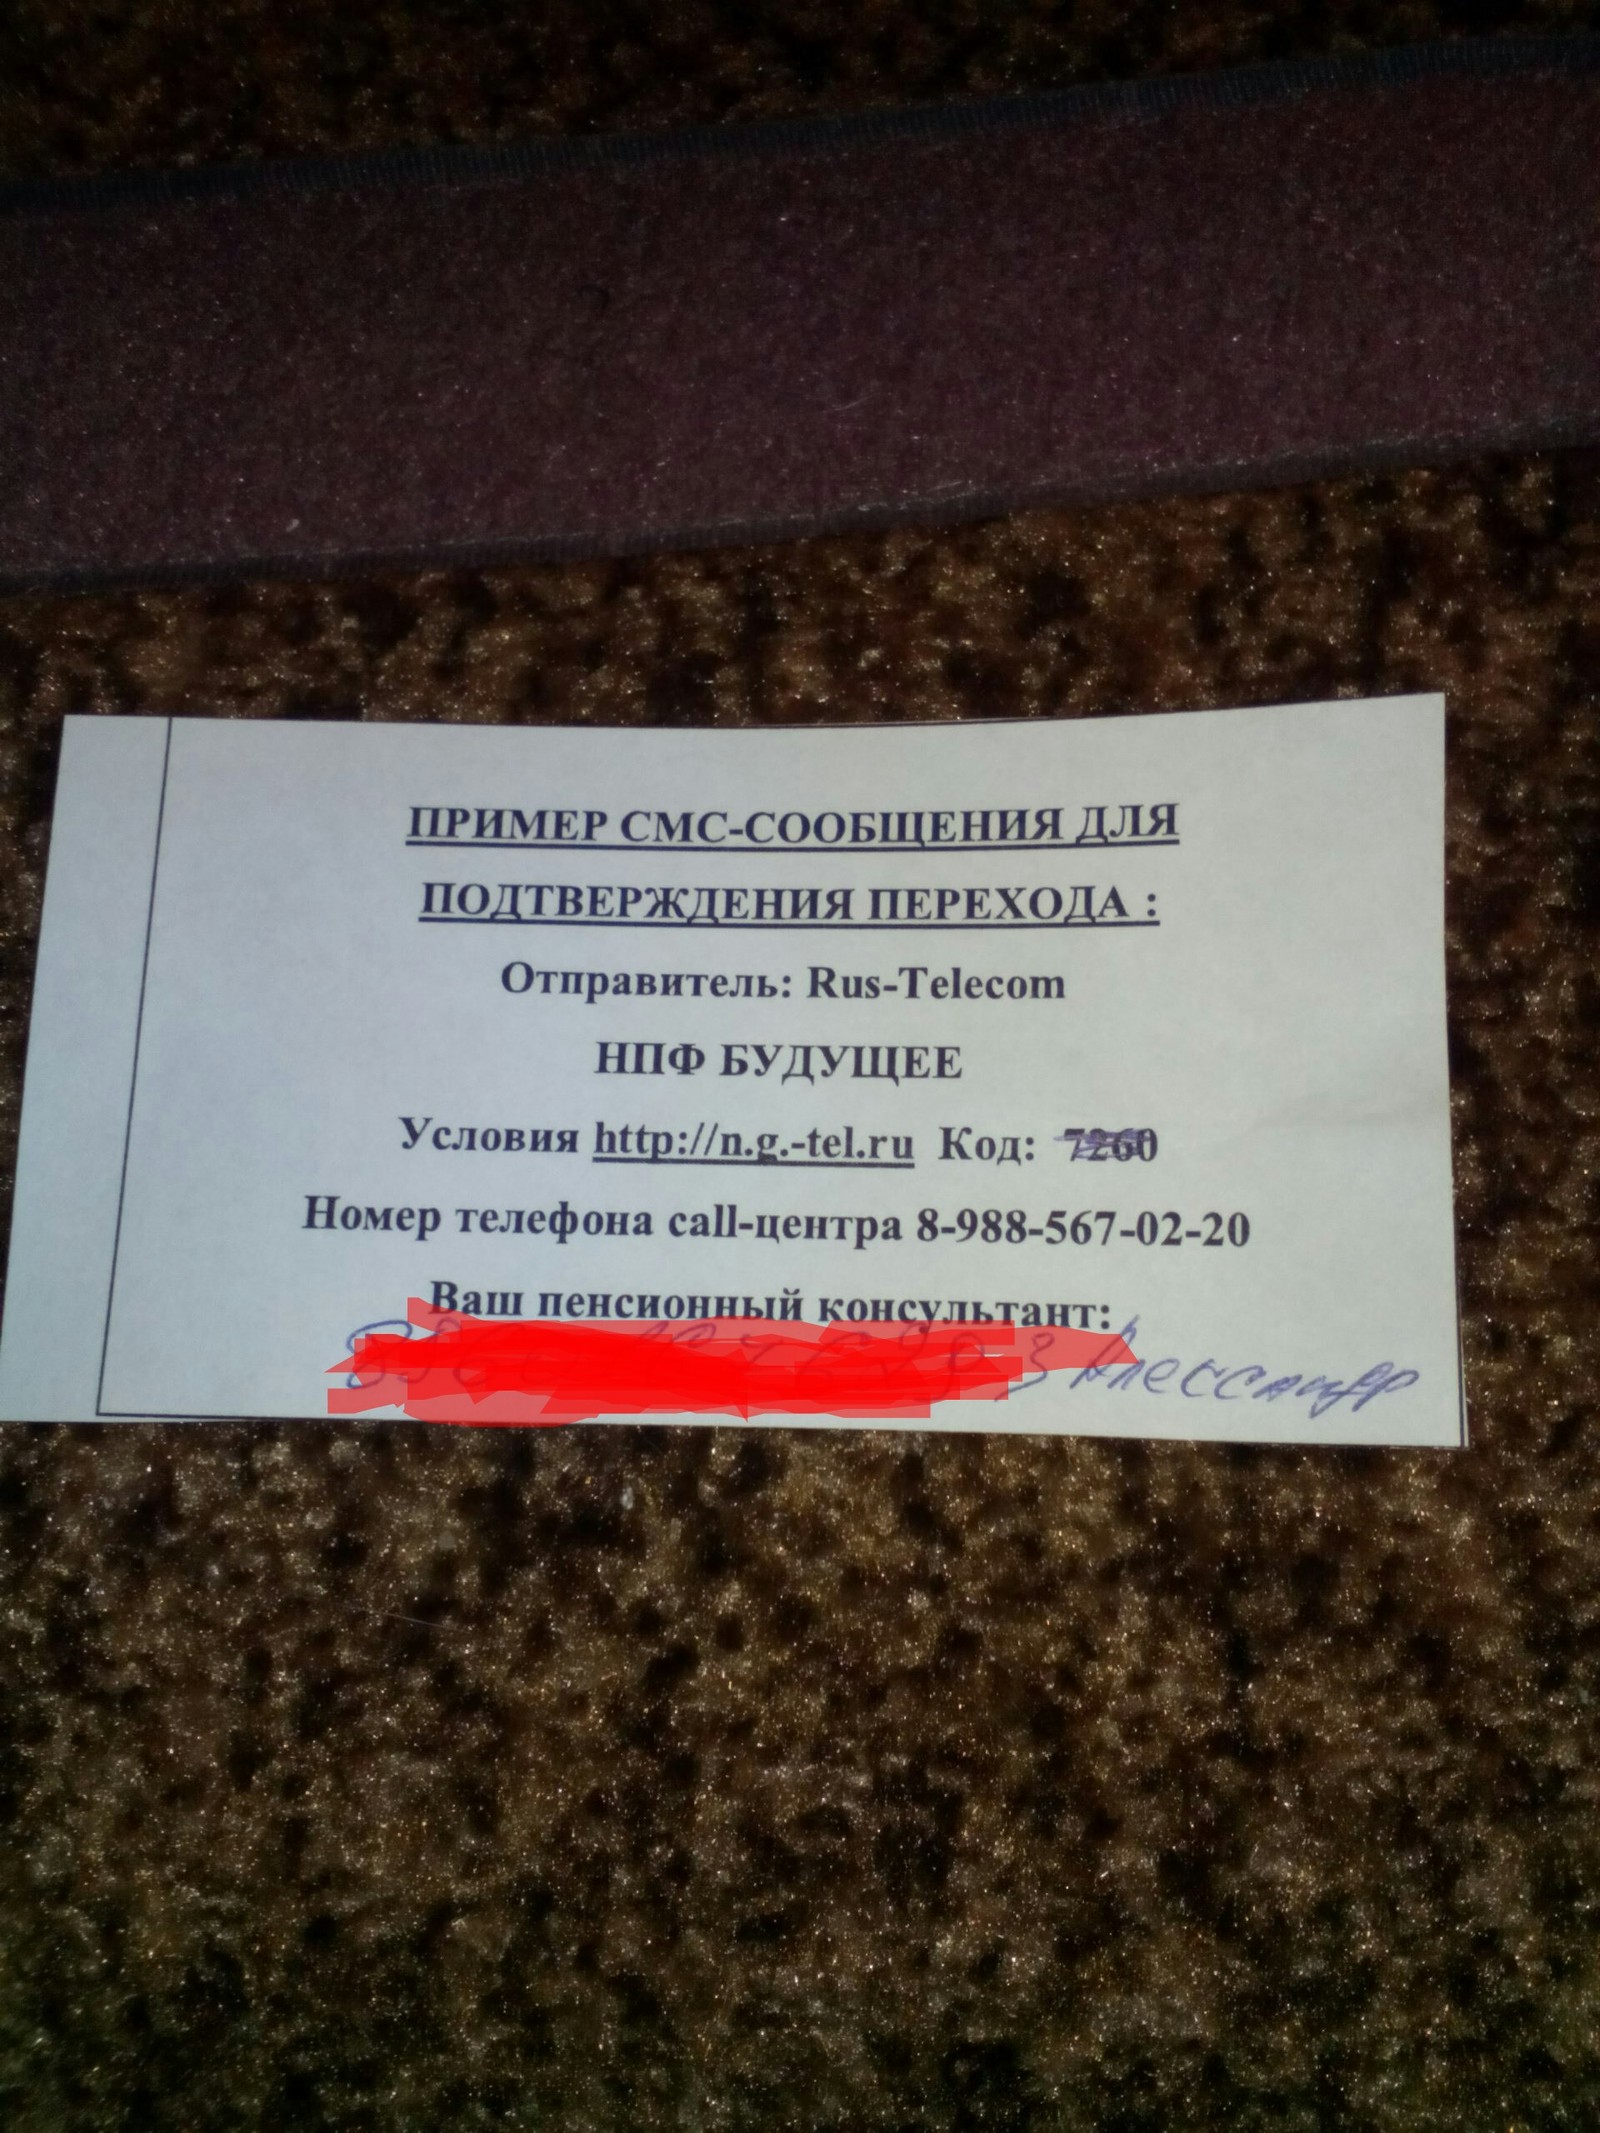 ПРИМЕР СМС-СООБЩЕНИЯ ДЛЯ
ПОДТВЕРЖДЕНИЯ ПЕРЕХОДА :
Отправитель: Rus-Telecom
НПФ БУДУЩЕЕ
Условия http://n.g.-tel.ru Код: 7260
Номер телефона call-центра 8-988-567-02-20
Ваш пенсионный консультант: